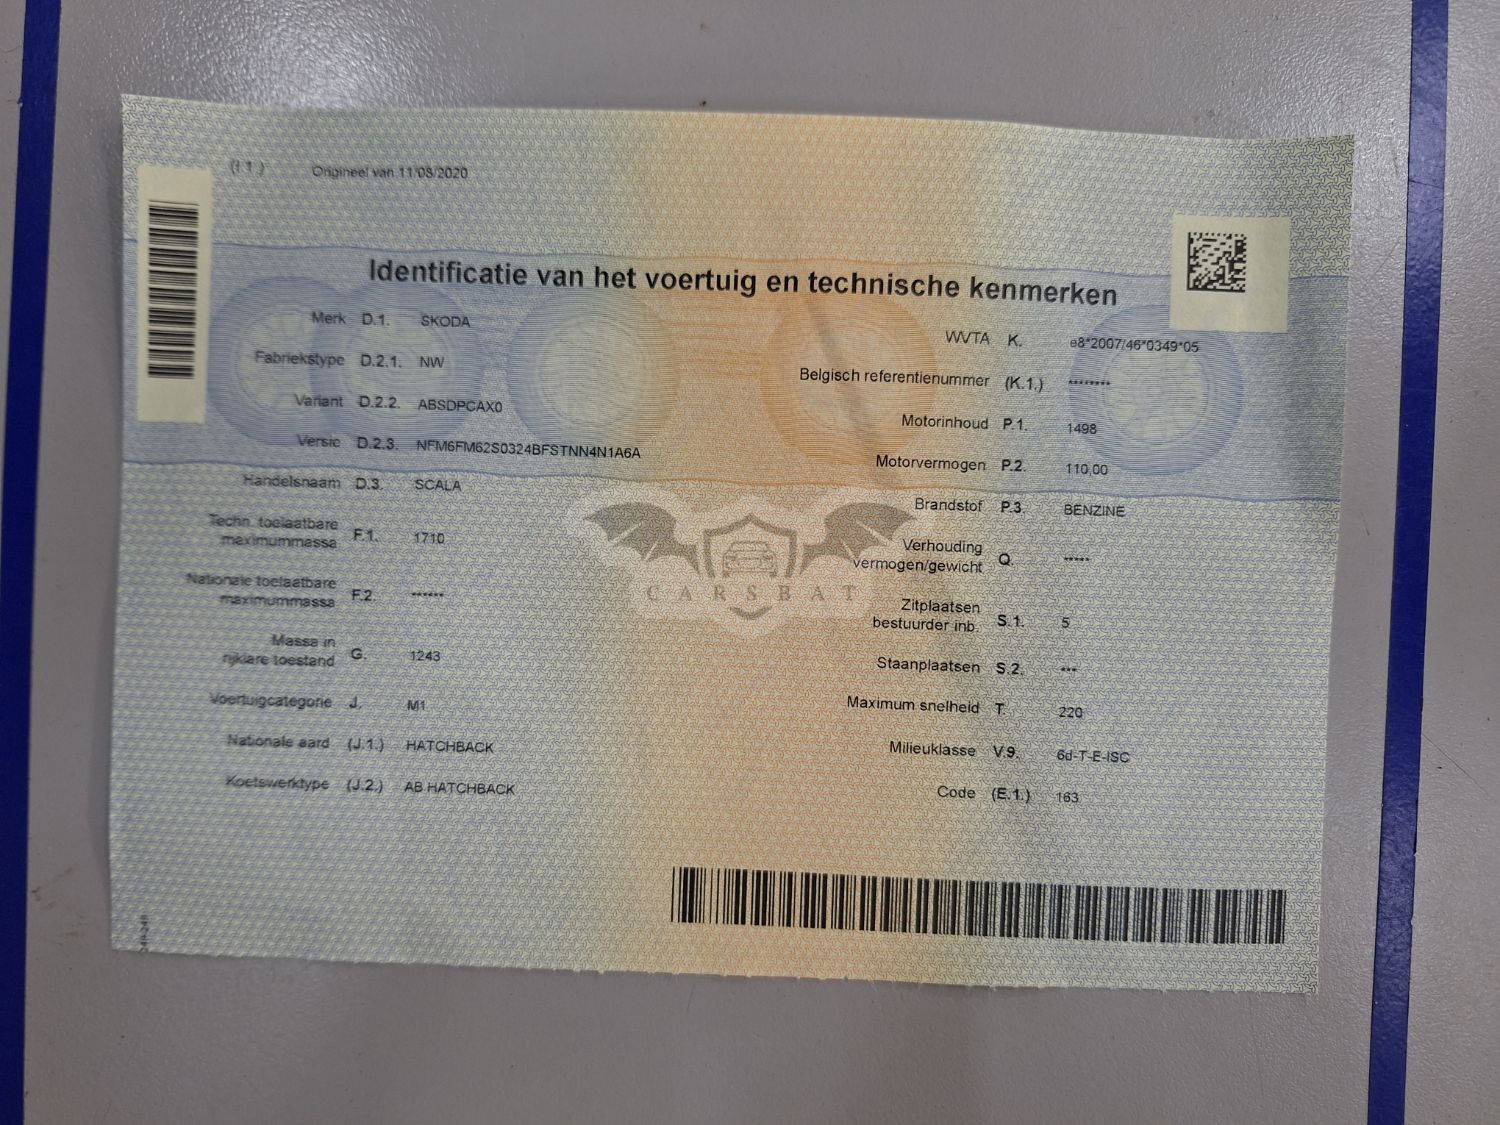 (I.1.) Origineel van 11/08/2020
Identificatie van het voertuig en technische kenmerken
Merk D.1. SKODA
Fabriekstype D.2.1. NW
Variant D.2.2. ABSDPCAX0
Versie D.2.3. NFM6FM62S0324BFSTNN4N1A6A
Handelsnaam D.3. SCALA
Techn. toelaatbare
maximummassa F.1. 1710
Nationale toelaatbare
maximummassa F.2. ******
Massa in
rijklare toestand G. 1243
Voertuigcategorie J. M1
Nationale aard (J.1.) HATCHBACK
Koetswerktype (J.2.) AB HATCHBACK
WVTA K. e8*2007/46*0349*05
Belgisch referentienummer (K.1.) ********
Motorinhoud P.1. 1498
Motorvermogen P.2. 110,00
Brandstof P.3. BENZINE
Verhouding
vermogen/gewicht Q. *****
Zitplaatsen
bestuurder inb. S.1. 5
Staanplaatsen S.2. ***
Maximum snelheid T. 220
Milieuklasse V.9. 6d-T-E-ISC
Code (E.1.) 163
CARSBAT